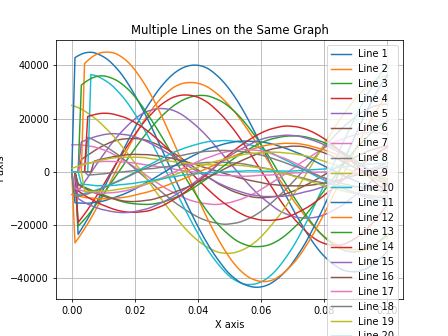 Multiple Lines on the Same Graph
40000
20000
0
−20000
−40000
0.00
0.02
0.04
0.06
X axis
axis
Line 1
Line 2
Line 3
Line 4
Line 5
Line 6
Line 7
Line 8
Line 9
Line 10
Line 11
Line 12
Line 13
Line 14
Line 15
Line 16
Line 17
Line 18
Line 19
Line 20